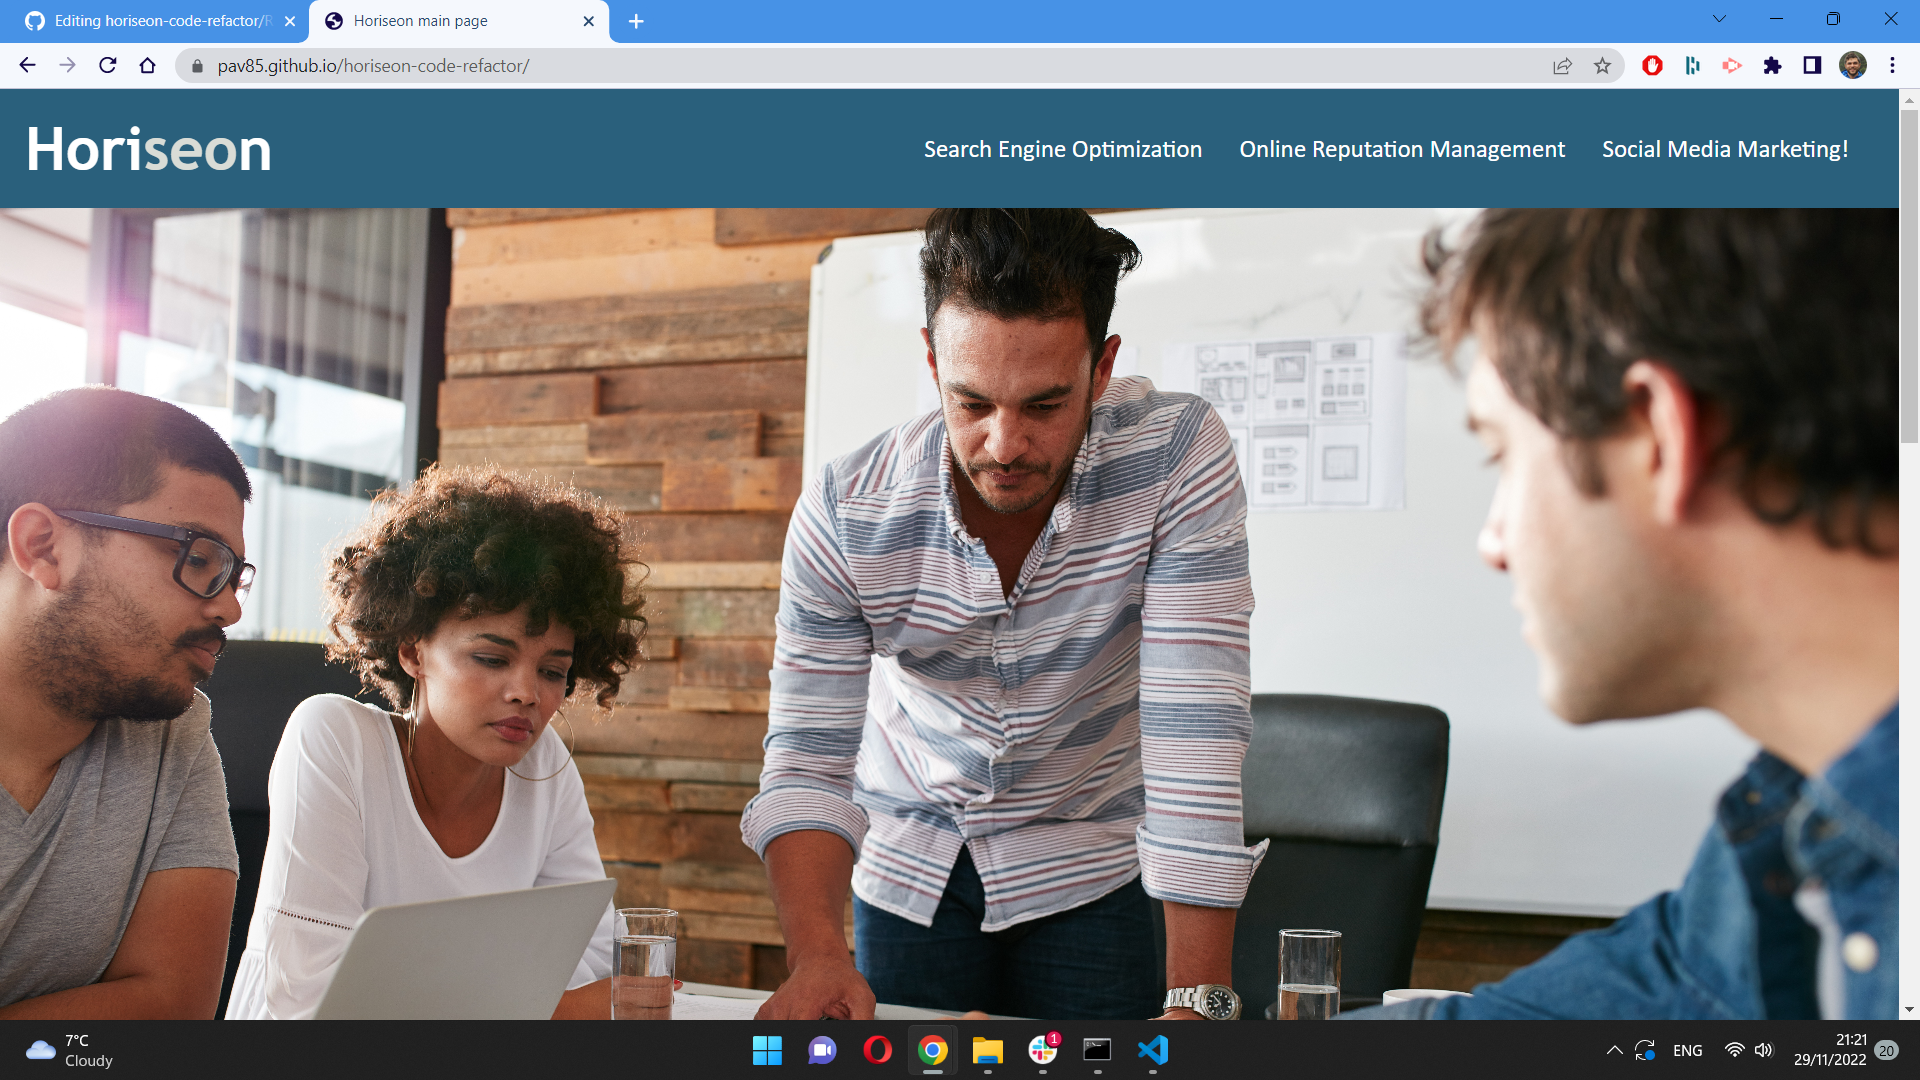 Editing horiseon-code-refactor/R
Horiseon main page
pav85.github.io/horiseon-code-refactor/
Horiseon
Search Engine Optimization
Online Reputation Management
Social Media Marketing!
7°C
Cloudy
1
ENG
21:21
29/11/2022
20